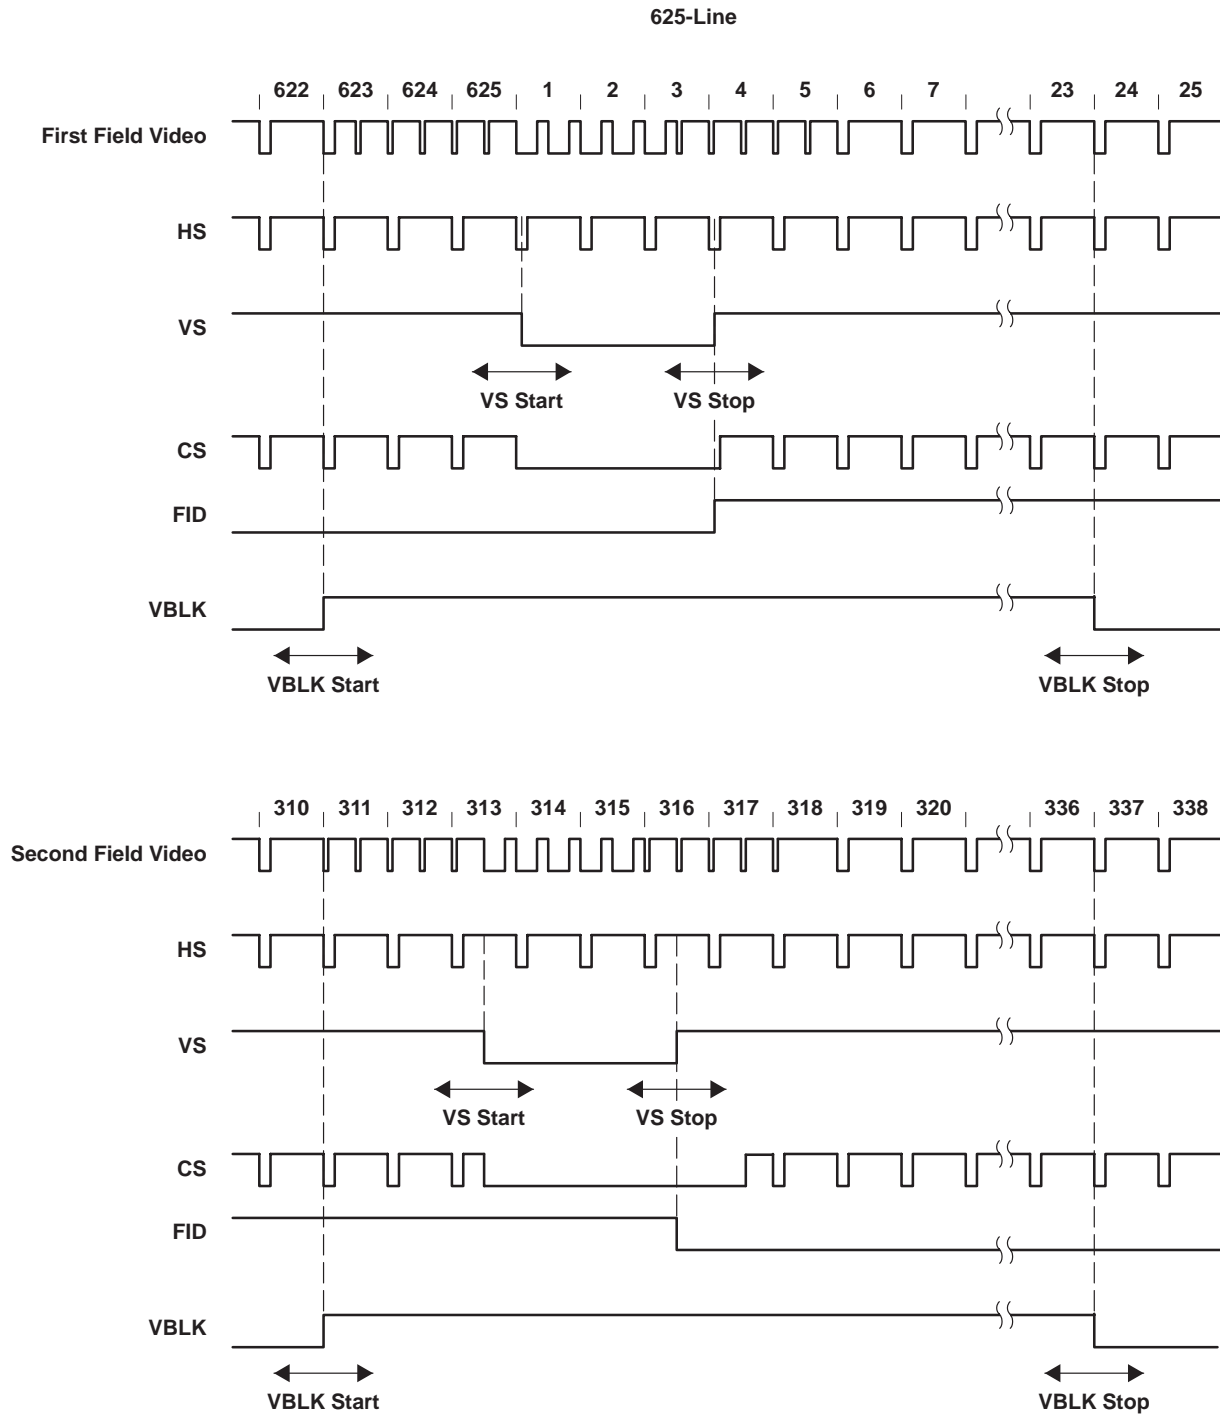 625-Line
622 623 624 625 1 2 3 4 5 6 7 23 24 25
First Field Video
HS
VS
VS Start VS Stop
CS
FID
VBLK
VBLK Start VBLK Stop
310 311 312 313 314 315 316 317 318 319 320 336 337 338
Second Field Video
HS
VS
VS Start VS Stop
CS
FID
VBLK
VBLK Start VBLK Stop